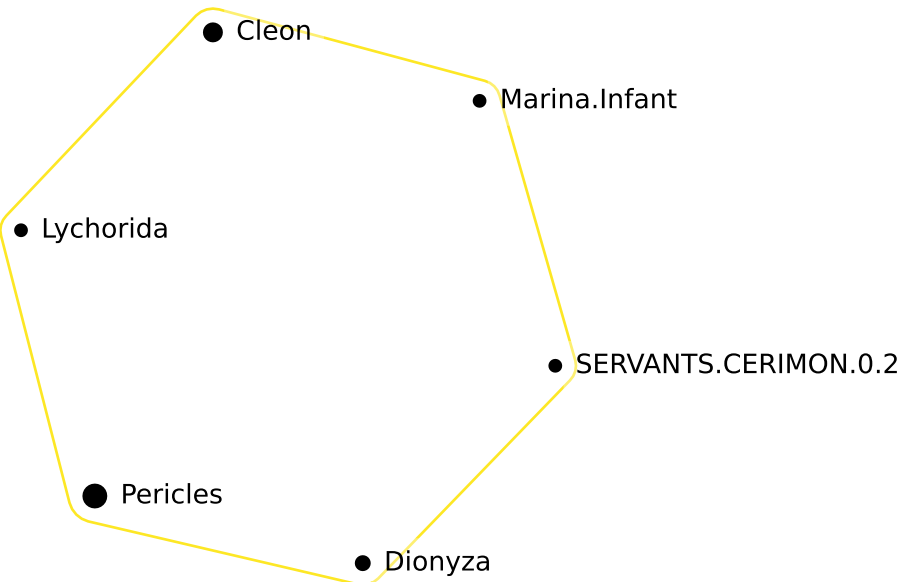 Cleon
Marina.Infant
Lychorida
SERVANTS.CERIMON.0.2
Pericles
Dionyza